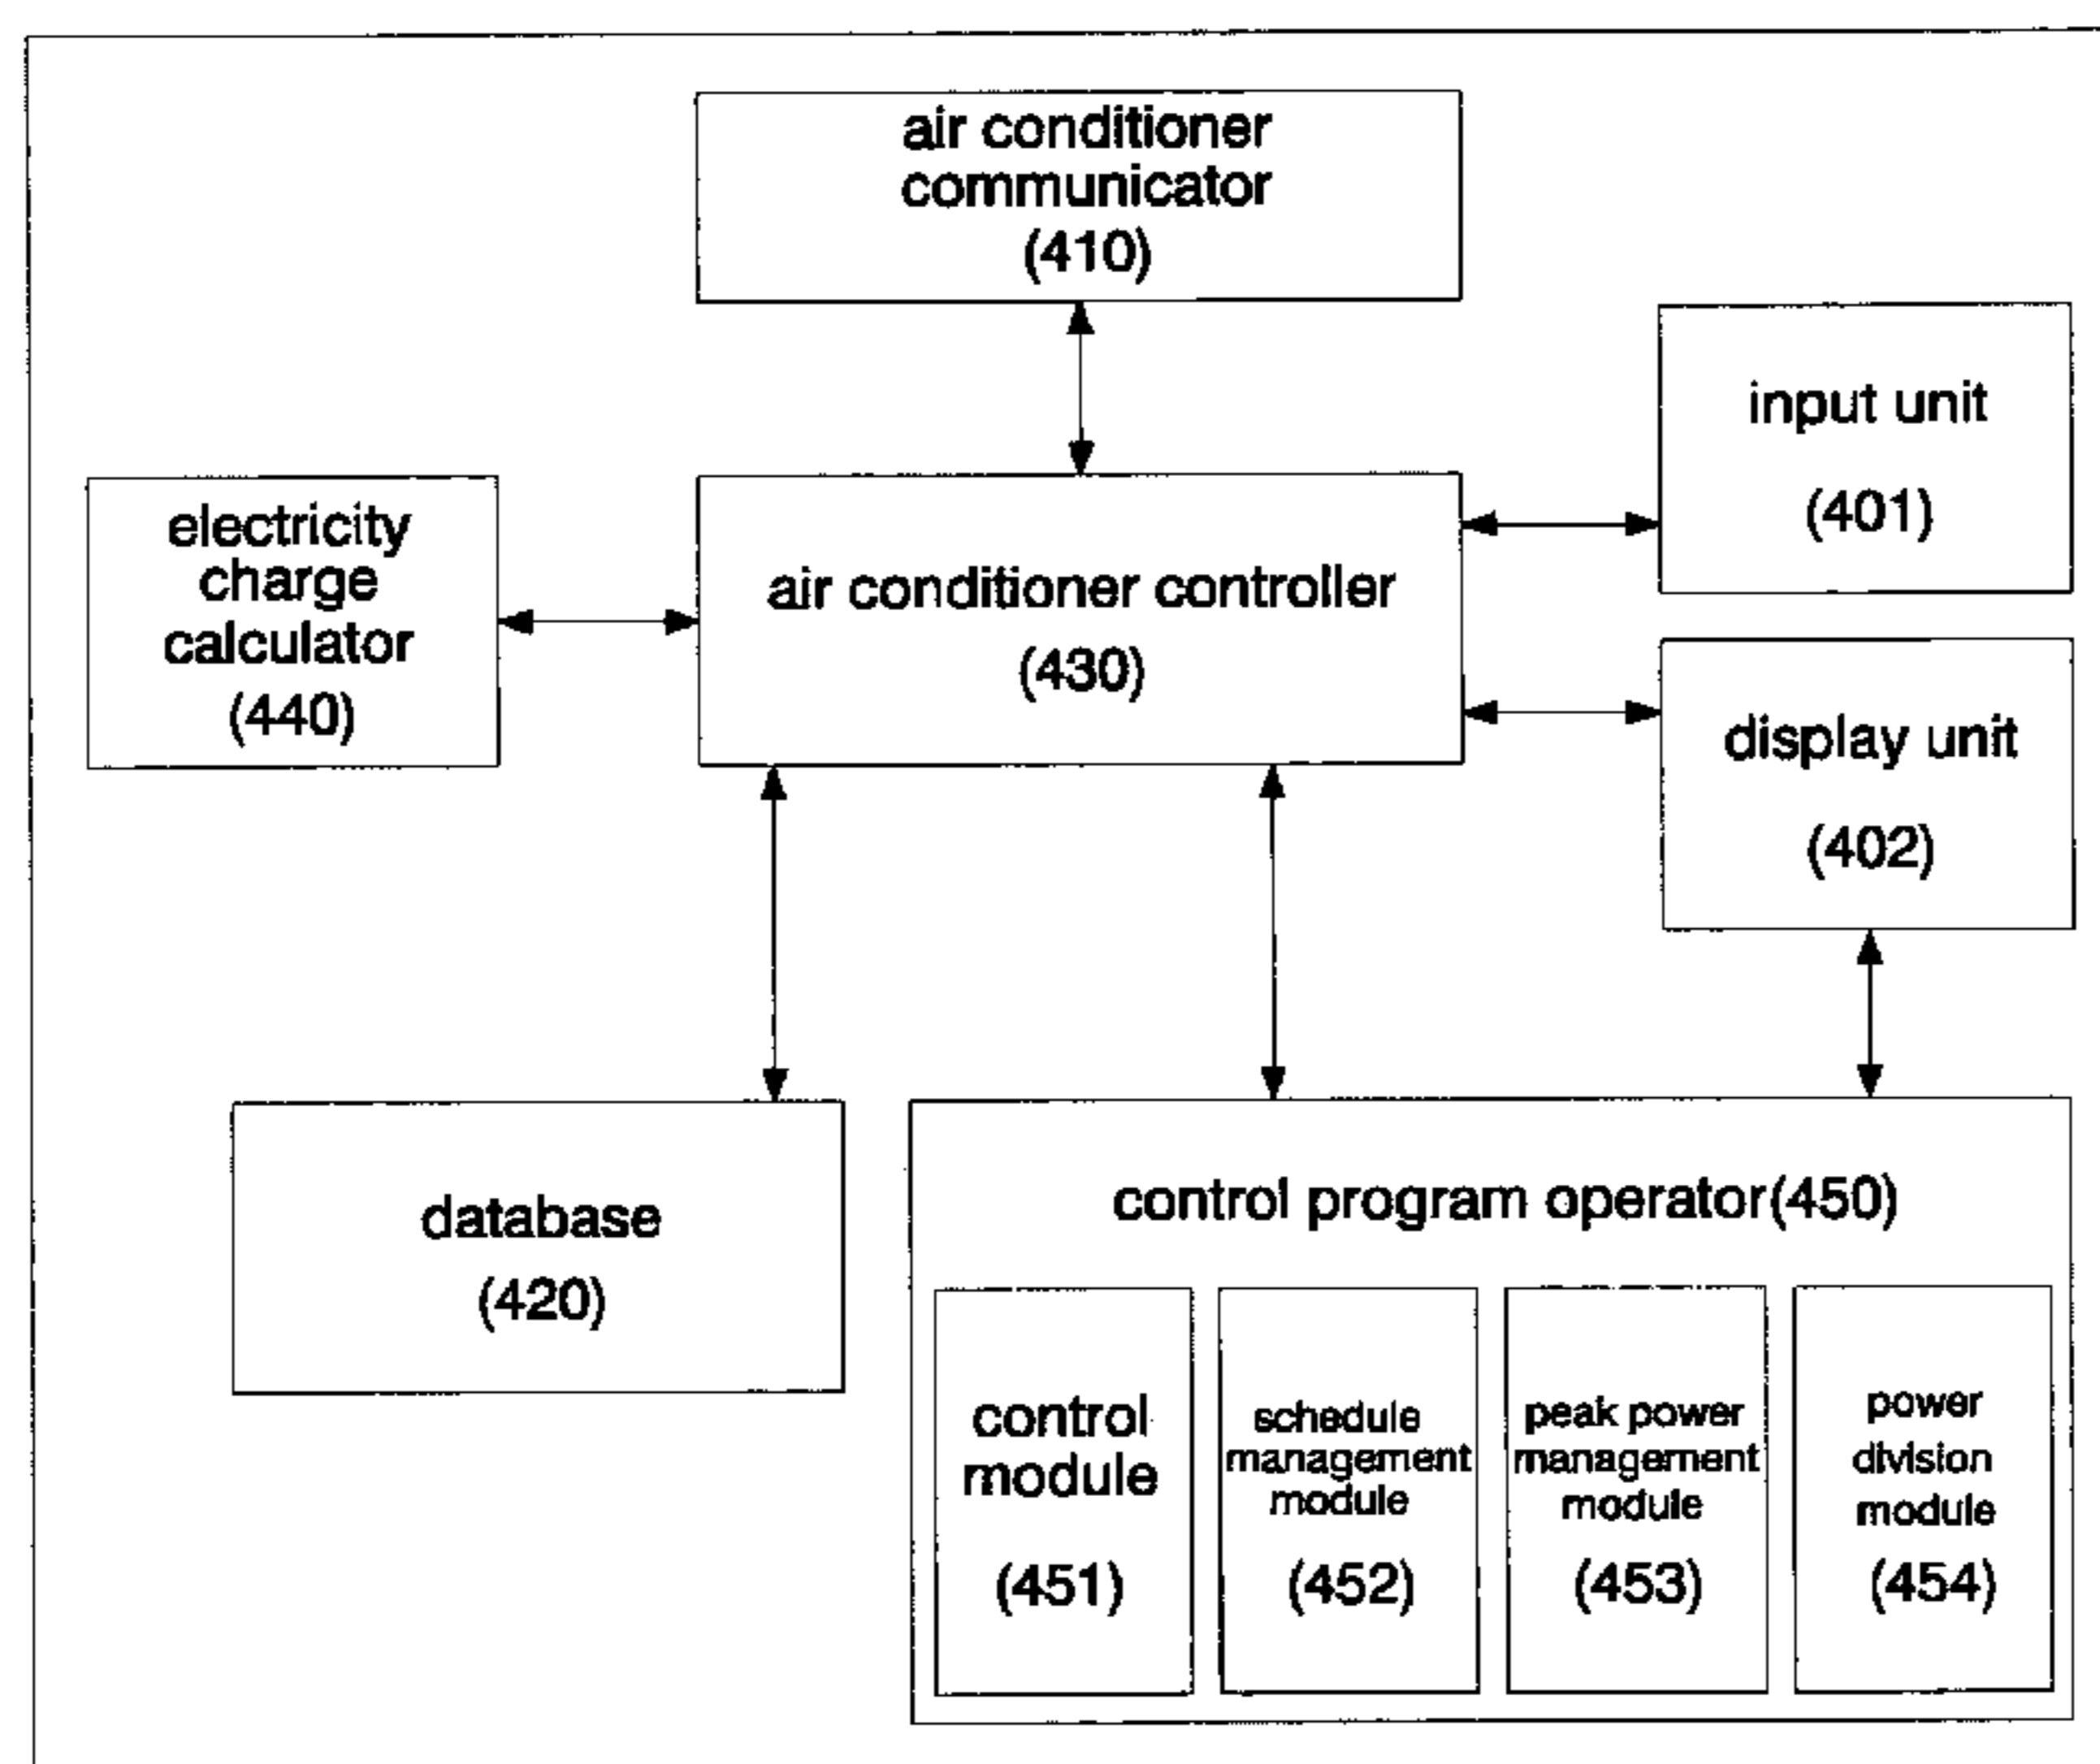 air conditioner
communicator
(410)
input unit
(401)
electricity
charge
calculator
(440)
air conditioner controller
(430)
display unit
(402)
database
(420)
control program operator(450)
control
module
(451)
schedule
management
module
(452)
peak power
management
module
(453)
power
division
module
(454)